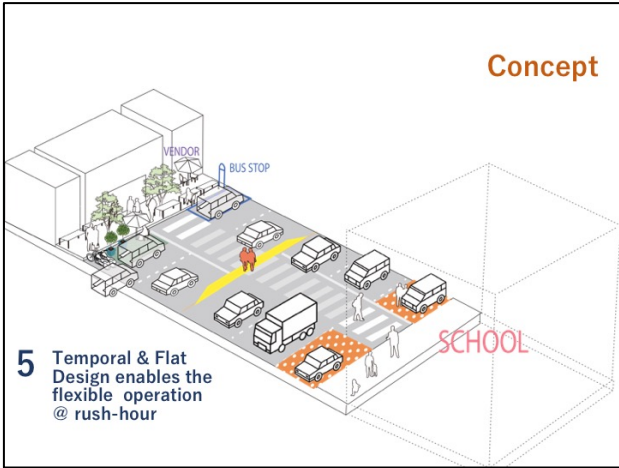 Concept
VENDOR
BUS STOP
SCHOOL
5
Temporal & Flat
Design enables the
flexible operation
@ rush-hour